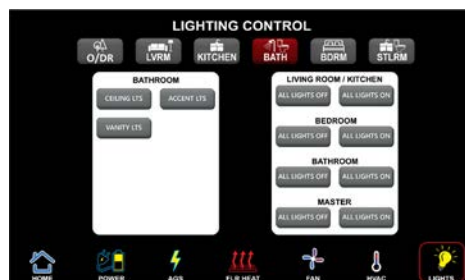 LIGHTING CONTROL
O/DR LVRM KITCHEN BATH BDRM STLRM
BATHROOM
CEILING LTS ACCENT LTS
VANITY LTS
LIVING ROOM / KITCHEN
ALL LIGHTS OFF ALL LIGHTS ON
BEDROOM
ALL LIGHTS OFF ALL LIGHTS ON
BATHROOM
ALL LIGHTS OFF ALL LIGHTS ON
MASTER
ALL LIGHTS OFF ALL LIGHTS ON
HOME POWER AGS FLR HEAT FAN HVAC LIGHTS